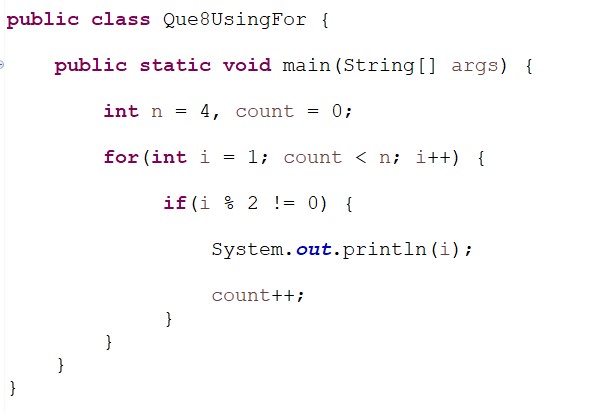 public class Que8UsingFor {
public static void main(String[] args) {
int n = 4, count = 0;
for(int i = 1; count < n; i++) {
if(i % 2 != 0) {
System.out.println(i);
count++;
}
}
}
}